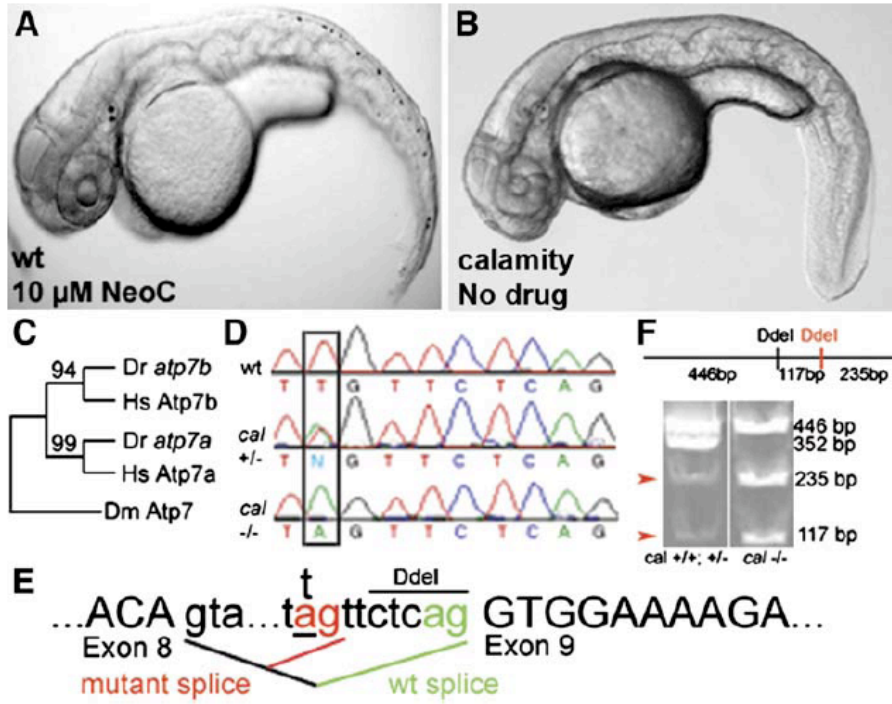 A
wt
10 µM NeoC
B
calamity
No drug
C
94
99
Dr atp7b
Hs Atp7b
Dr atp7a
Hs Atp7a
Dm Atp7
D
wt
T T G T T C T C A G
cal
+/-
T N G T T C T C A G
cal
-/-
T A G T T C T C A G
F
DdeI DdeI
446bp 117bp 235bp
446 bp
352 bp
235 bp
117 bp
cal +/+; +/- cal -/-
E
t DdeI
...ACA gta...tagttctcag GTGGAAAAGA...
Exon 8 Exon 9
mutant splice wt splice